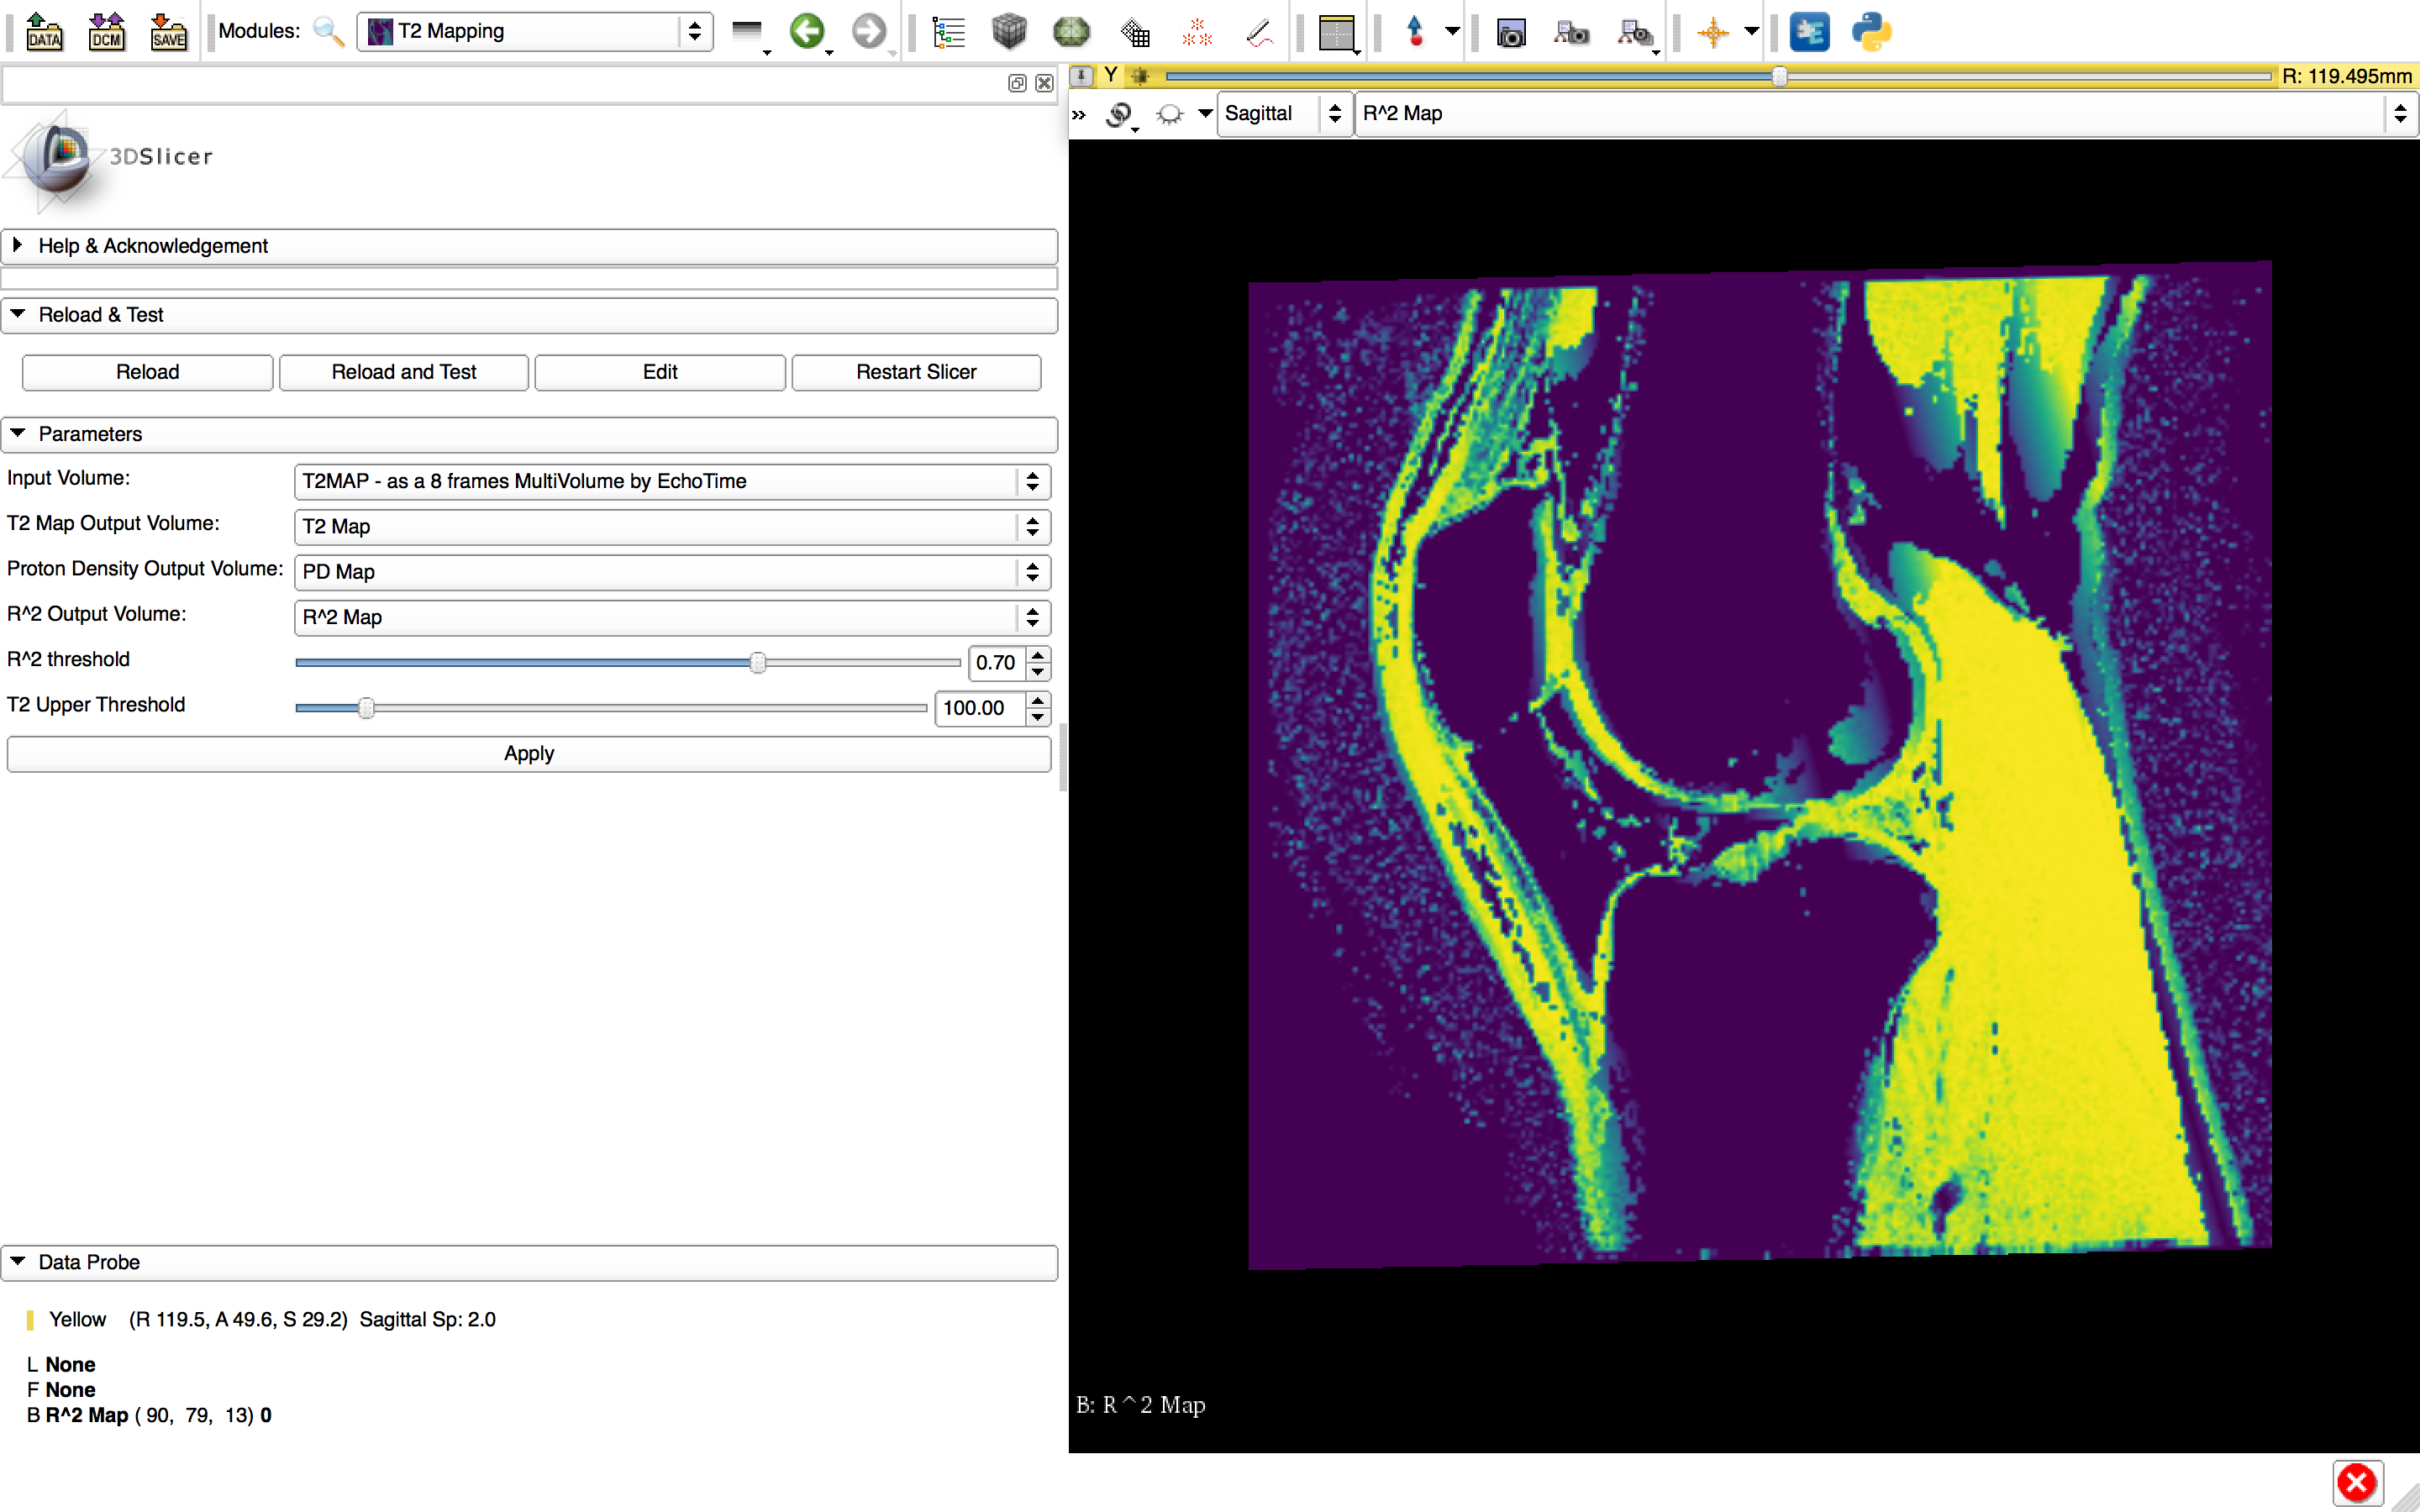 DATA DCM SAVE Modules: T2 Mapping
Y R: 119.495mm
» Sagittal R^2 Map
3DSlicer
Help & Acknowledgement
Reload & Test
Reload Reload and Test Edit Restart Slicer
Parameters
Input Volume: T2MAP - as a 8 frames MultiVolume by EchoTime
T2 Map Output Volume: T2 Map
Proton Density Output Volume: PD Map
R^2 Output Volume: R^2 Map
R^2 threshold 0.70
T2 Upper Threshold 100.00
Apply
Data Probe
Yellow (R 119.5, A 49.6, S 29.2) Sagittal Sp: 2.0
L None
F None
B R^2 Map ( 90, 79, 13) 0
B: R^2 Map